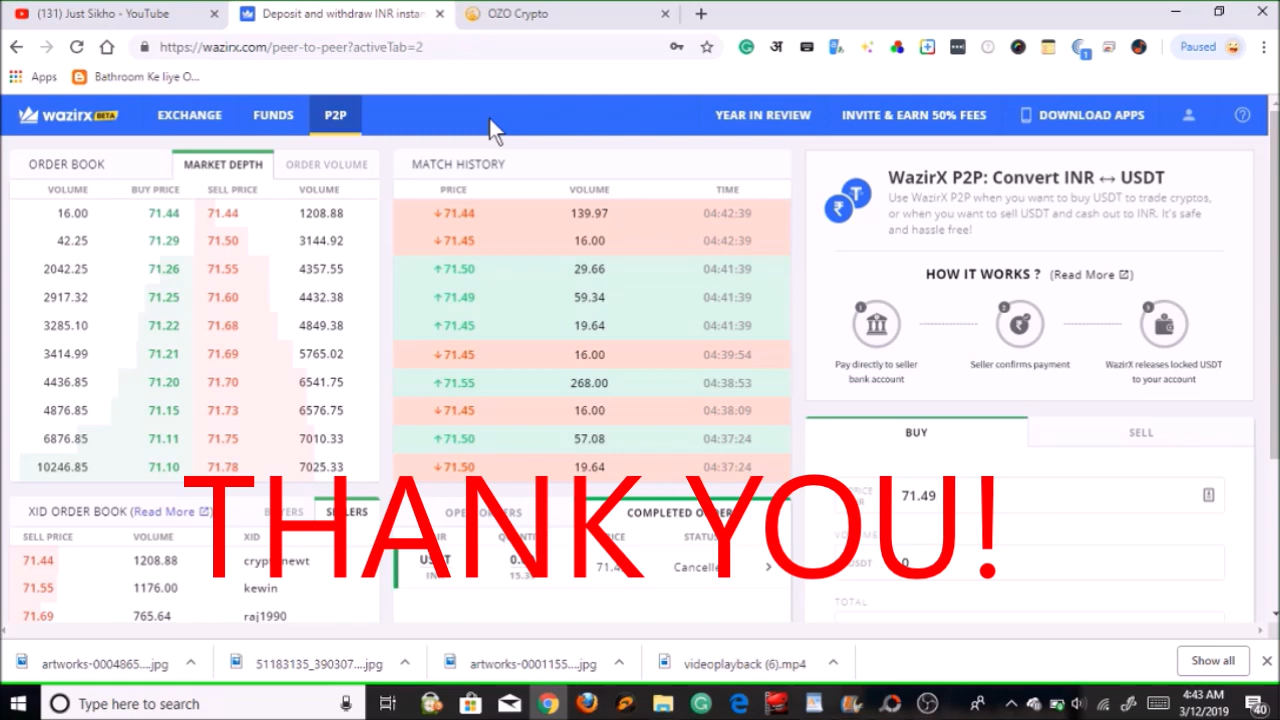 (131) Just Sikho - YouTube
Deposit and withdraw INR instan
OZO Crypto
https://wazirx.com/peer-to-peer?activeTab=2
Paused
Apps
Bathroom Ke liye O...
wazirx BETA
EXCHANGE
FUNDS
P2P
YEAR IN REVIEW
INVITE & EARN 50% FEES
DOWNLOAD APPS
ORDER BOOK
MARKET DEPTH
ORDER VOLUME
VOLUME BUY PRICE SELL PRICE VOLUME
16.00 71.44 71.44 1208.88
42.25 71.29 71.50 3144.92
2042.25 71.26 71.55 4357.55
2917.32 71.25 71.60 4432.38
3285.10 71.22 71.68 4849.38
3414.99 71.21 71.69 5765.02
4436.85 71.20 71.70 6541.75
4876.85 71.15 71.73 6576.75
6876.85 71.11 71.75 7010.33
10246.85 71.10 71.78 7025.33
MATCH HISTORY
PRICE VOLUME TIME
↓71.44 139.97 04:42:39
↓71.45 16.00 04:42:39
↑71.50 29.66 04:41:39
↑71.49 59.34 04:41:39
↑71.45 19.64 04:41:39
↓71.45 16.00 04:39:54
↑71.55 268.00 04:38:53
↓71.45 16.00 04:38:09
↑71.50 57.08 04:37:24
↓71.50 19.64 04:37:24
WazirX P2P: Convert INR ↔ USDT
Use WazirX P2P when you want to buy USDT to trade cryptos,
or when you want to sell USDT and cash out to INR. It's safe
and hassle free!
HOW IT WORKS ? (Read More)
1 2 3
Pay directly to seller
bank account
Seller confirms payment
WazirX releases locked USDT
to your account
BUY
SELL
71.49
0
TOTAL
THANK YOU!
XID ORDER BOOK (Read More)
SELL PRICE VOLUME XID
71.44 1208.88
71.55 1176.00 kewin
71.69 765.64 raj1990
COMPLETED
artworks-0004865....jpg
51183135_390307....jpg
artworks-0001155....jpg
videoplayback (6).mp4
Show all
Type here to search
4:43 AM
3/12/2019
40